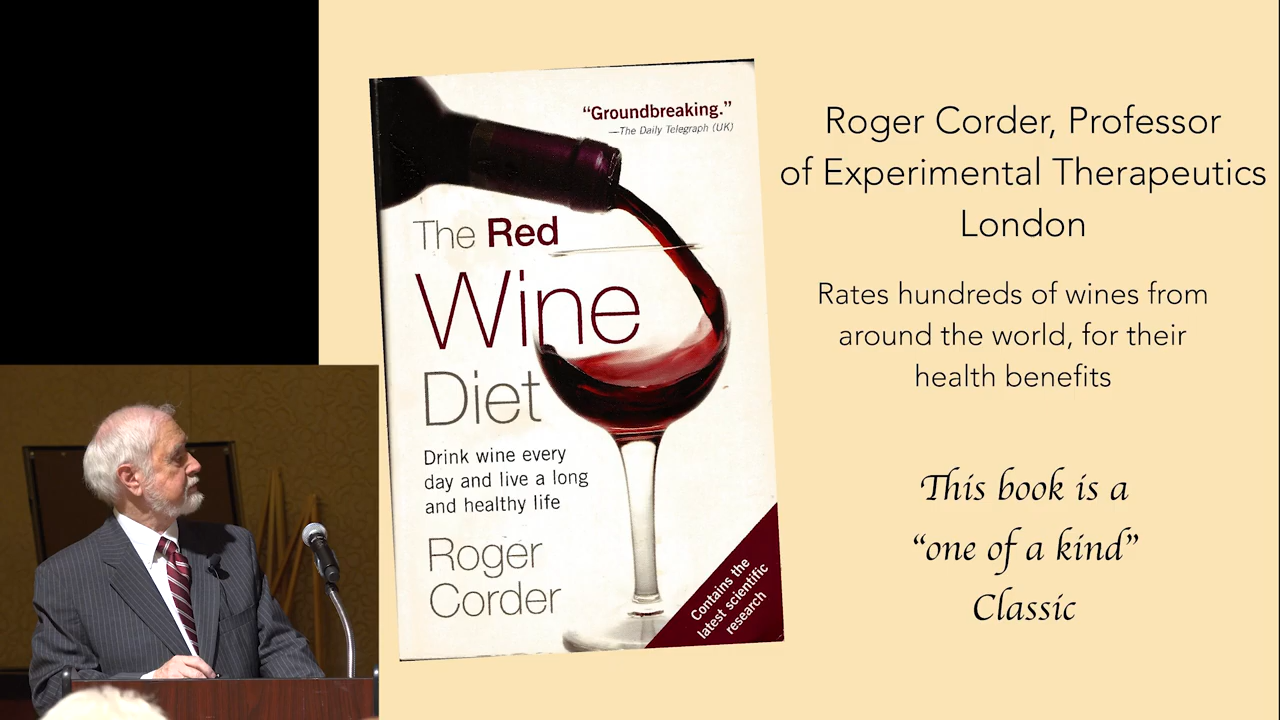 “Groundbreaking.”
—The Daily Telegraph (UK)
The Red
Wine
Diet
Drink wine every
day and live a long
and healthy life
Roger
Corder
Contains the
latest scientific
research
Roger Corder, Professor
of Experimental Therapeutics
London
Rates hundreds of wines from
around the world, for their
health benefits
This book is a
“one of a kind”
Classic